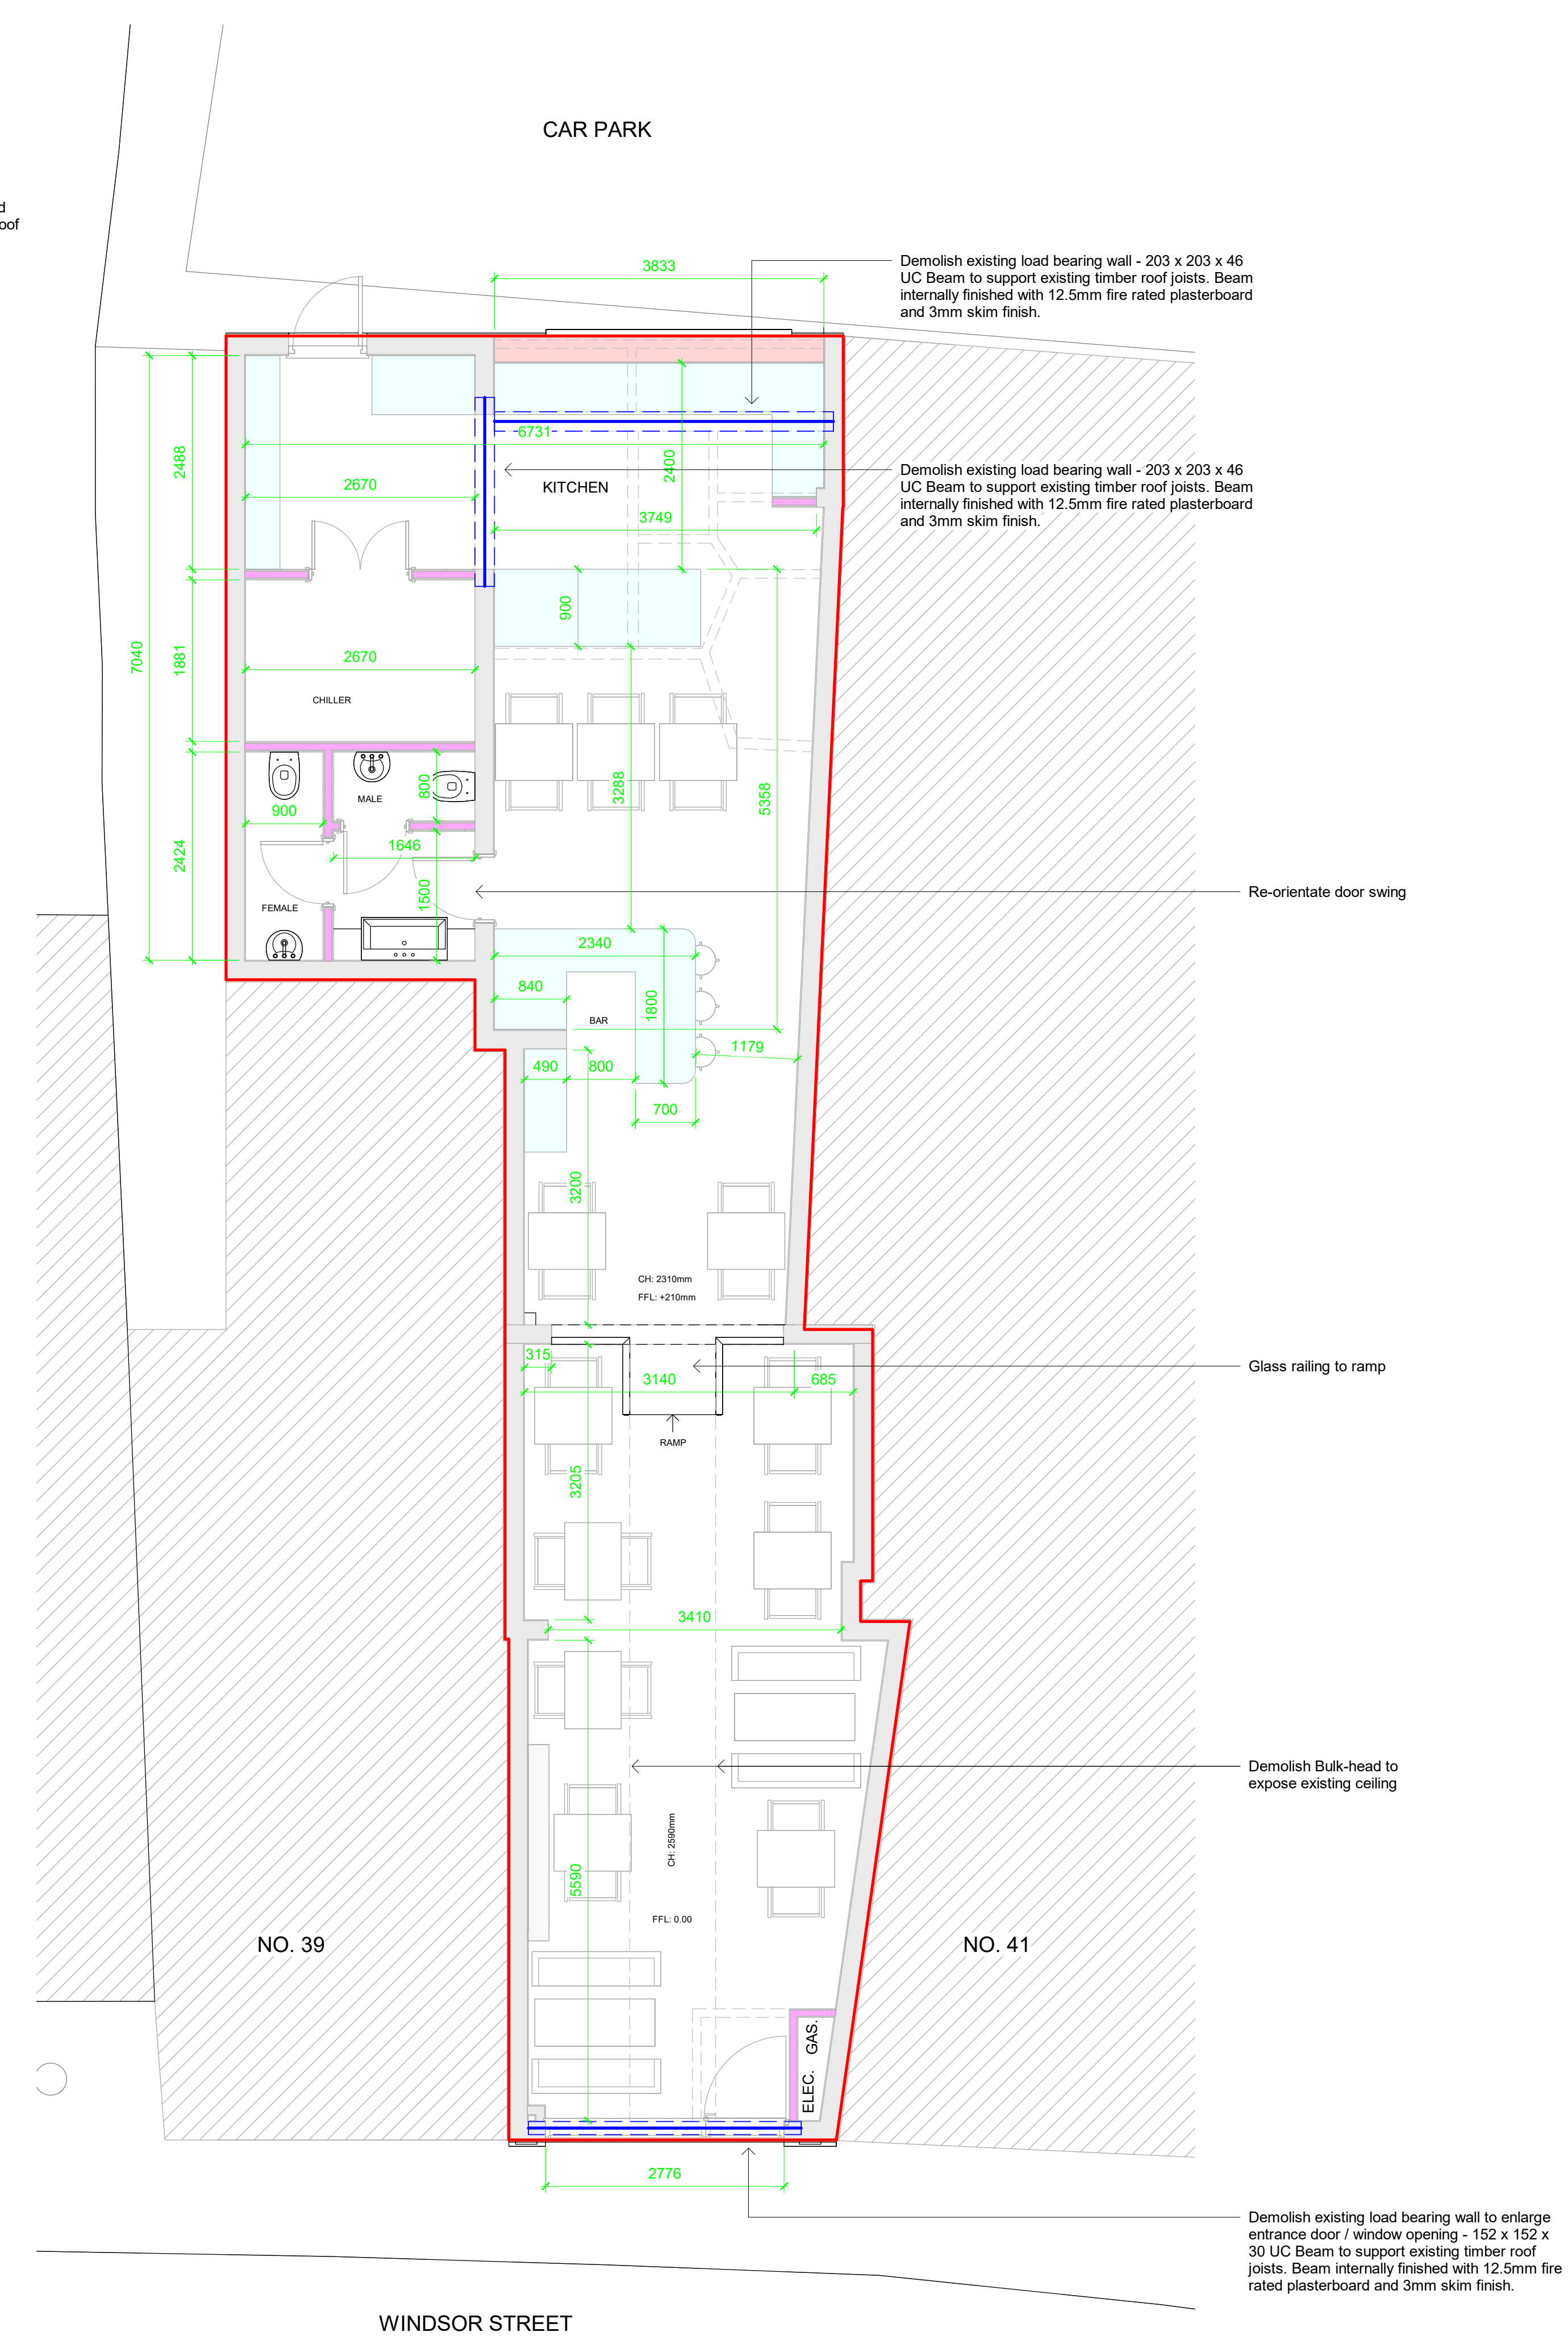 CAR PARK
d
oof
3833
Demolish existing load bearing wall - 203 x 203 x 46
UC Beam to support existing timber roof joists. Beam
internally finished with 12.5mm fire rated plasterboard
and 3mm skim finish.
6731
2488
2400
2670
KITCHEN
Demolish existing load bearing wall - 203 x 203 x 46
UC Beam to support existing timber roof joists. Beam
internally finished with 12.5mm fire rated plasterboard
and 3mm skim finish.
3749
900
7040
1881
2670
CHILLER
3288
5358
800
MALE
900
1646
2424
1500
Re-orientate door swing
FEMALE
2340
840
1800
BAR
1179
490
800
700
3200
CH: 2310mm
FFL: +210mm
315
Glass railing to ramp
3140
685
RAMP
3205
3410
Demolish Bulk-head to
expose existing ceiling
CH: 2590mm
5590
FFL: 0.00
NO. 39
NO. 41
GAS.
ELEC.
2776
Demolish existing load bearing wall to enlarge
entrance door / window opening - 152 x 152 x
30 UC Beam to support existing timber roof
joists. Beam internally finished with 12.5mm fire
rated plasterboard and 3mm skim finish.
WINDSOR STREET